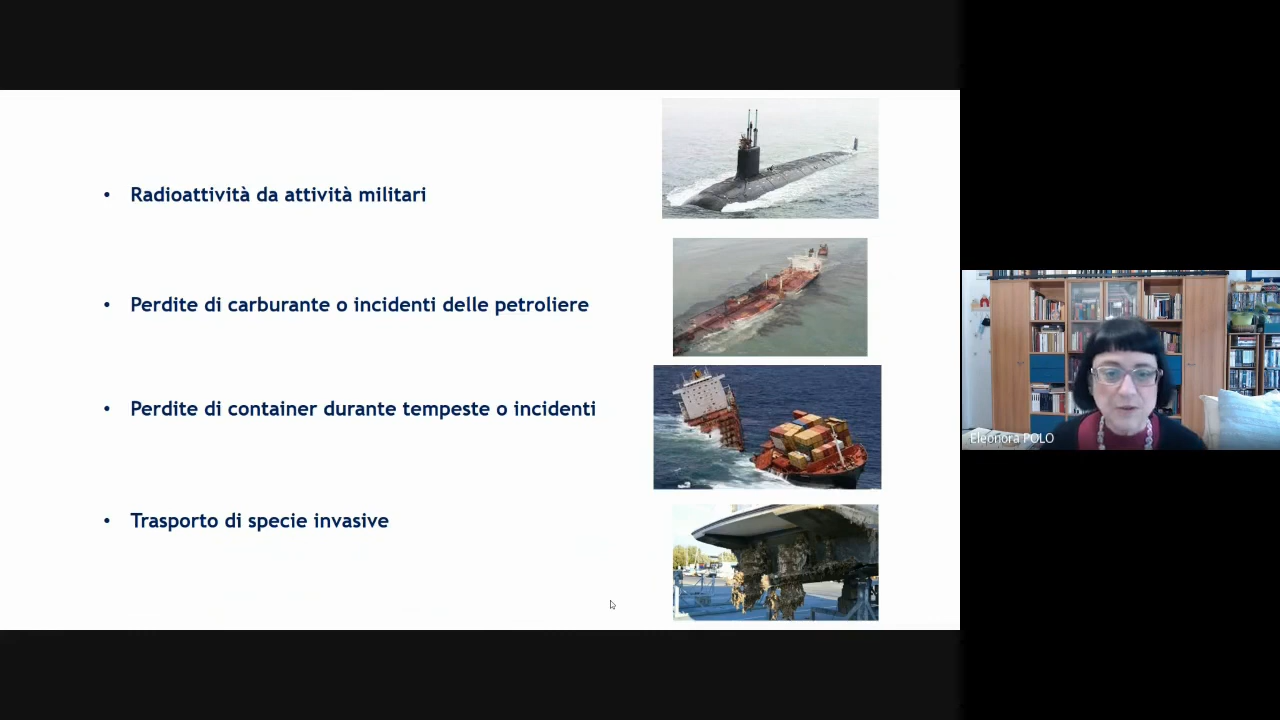 Radioattività da attività militari
Perdite di carburante o incidenti delle petroliere
Perdite di container durante tempeste o incidenti
Trasporto di specie invasive
Eleonora POLO